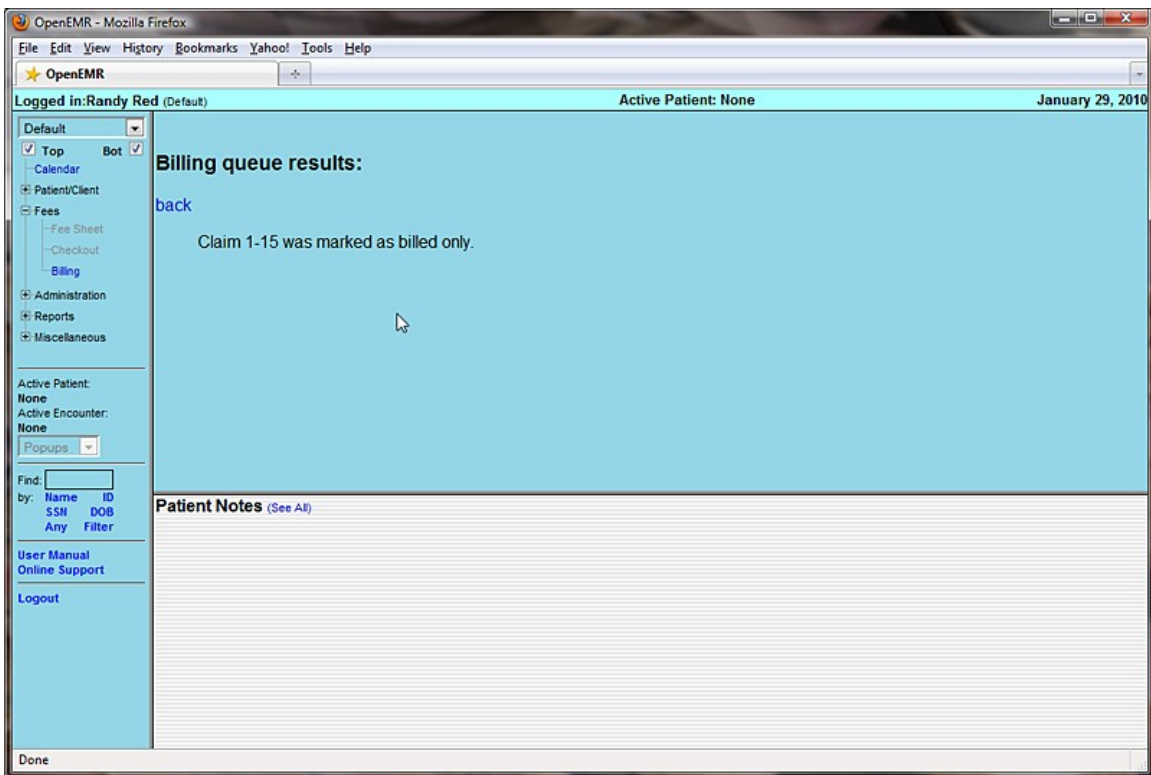 OpenEMR - Mozilla Firefox
File Edit View History Bookmarks Yahoo! Tools Help
OpenEMR
Logged in:Randy Red (Default) Active Patient: None January 29, 2010
Default
Top Bot
Calendar
Patient/Client
Fees
Fee Sheet
Checkout
Billing
Administration
Reports
Miscellaneous
Active Patient:
None
Active Encounter:
None
Popups
Find:
by: Name ID
SSN DOB
Any Filter
User Manual
Online Support
Logout
Billing queue results:
back
Claim 1-15 was marked as billed only.
Patient Notes (See All)
Done